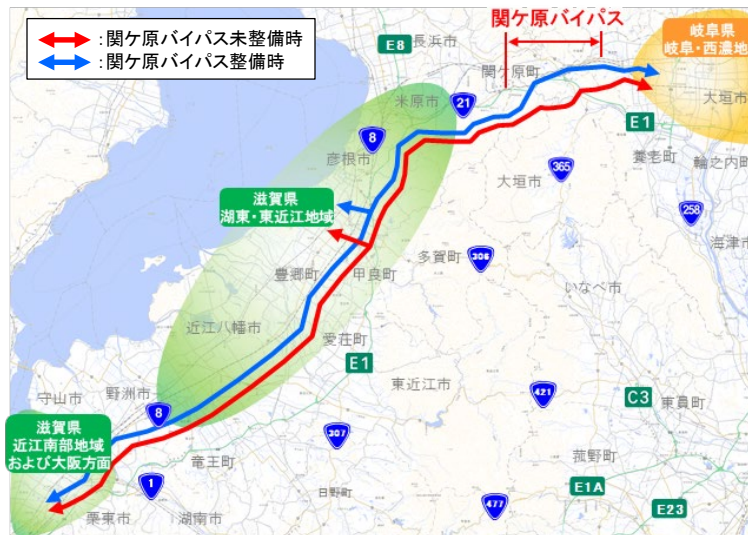 :関ケ原バイパス未整備時
:関ケ原バイパス整備時
関ケ原バイパス
岐阜県
岐阜・西濃地
長浜市
E8
関ケ原町
米原市
21
大垣市
E1
8
彦根市
養老町
輪之内町
大垣市
365
滋賀県
湖東・東近江地域
258
海津市
多賀町
306
豊郷町
甲良町
いなべ市
近江八幡市
愛荘町
E1
東近江市
421
C3
東員町
守山市
野洲市
8
滋賀県
近江南部地域
および大阪方面
307
菰野町
竜王町
1
日野町
477
E1A
E23
栗東市
湖南市